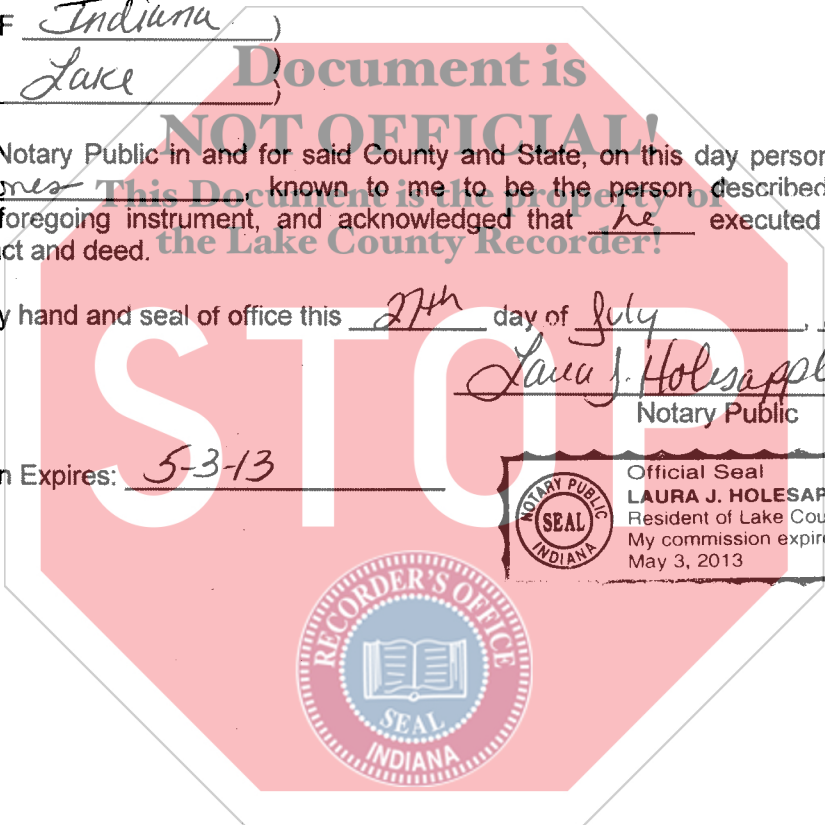 F Indiana )
Lake )
Document is
NOT OFFICIAL!
Notary Public in and for said County and State, on this day person
ones, known to me to be the person described
This Document is the property of
foregoing instrument, and acknowledged that he executed
the Lake County Recorder!
ct and deed.
y hand and seal of office this 27th day of July,
Laura J. Holesappl
Notary Public
STOP
n Expires: 5-3-13
Official Seal
LAURA J. HOLESAP
Resident of Lake Cou
My commission expire
May 3, 2013
NOTARY PUBLIC
SEAL
INDIANA
RECORDER'S OFFICE
SEAL
INDIANA